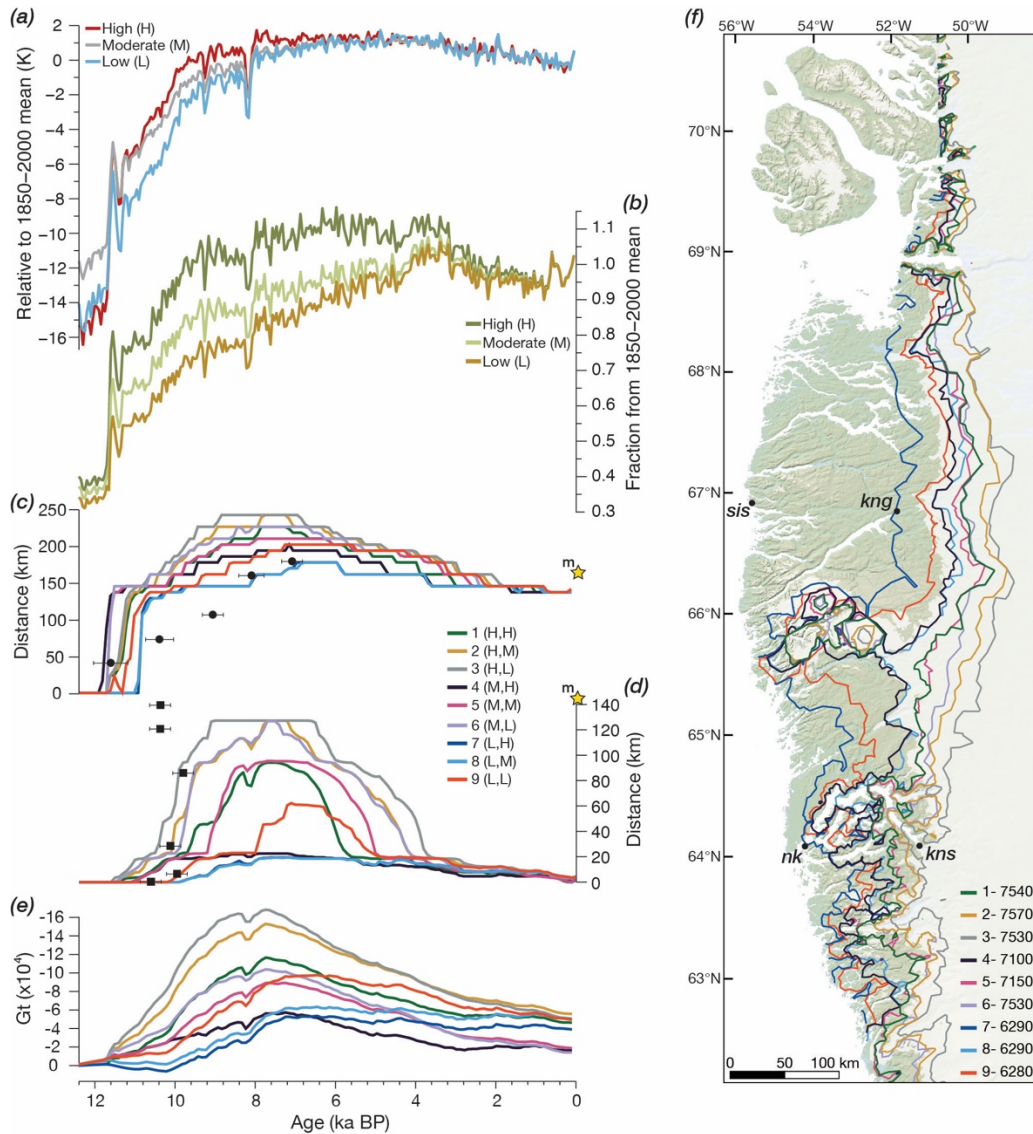 (a)
High (H)
Moderate (M)
Low (L)
2
0
−2
−4
−6
−8
−10
−12
−14
−16
Relative to 1850–2000 mean (K)
(b)
1.1
1.0
0.9
0.8
0.7
0.6
0.5
0.4
0.3
Fraction from 1850–2000 mean
High (H)
Moderate (M)
Low (L)
(c)
250
200
150
100
50
0
Distance (km)
m
1 (H,H)
2 (H,M)
3 (H,L)
4 (M,H)
5 (M,M)
6 (M,L)
7 (L,H)
8 (L,M)
9 (L,L)
(d)
m
140
120
100
80
60
40
20
0
Distance (km)
(e)
-16
-14
-12
-10
-8
-6
-4
-2
0
Gt (x10⁴)
12 10 8 6 4 2 0
Age (ka BP)
(f)
56°W 54°W 52°W 50°W
70°N
69°N
68°N
67°N
66°N
65°N
64°N
63°N
sis
kng
nk
kns
1- 7540
2- 7570
3- 7530
4- 7100
5- 7150
6- 7530
7- 6290
8- 6290
9- 6280
0 50 100 km